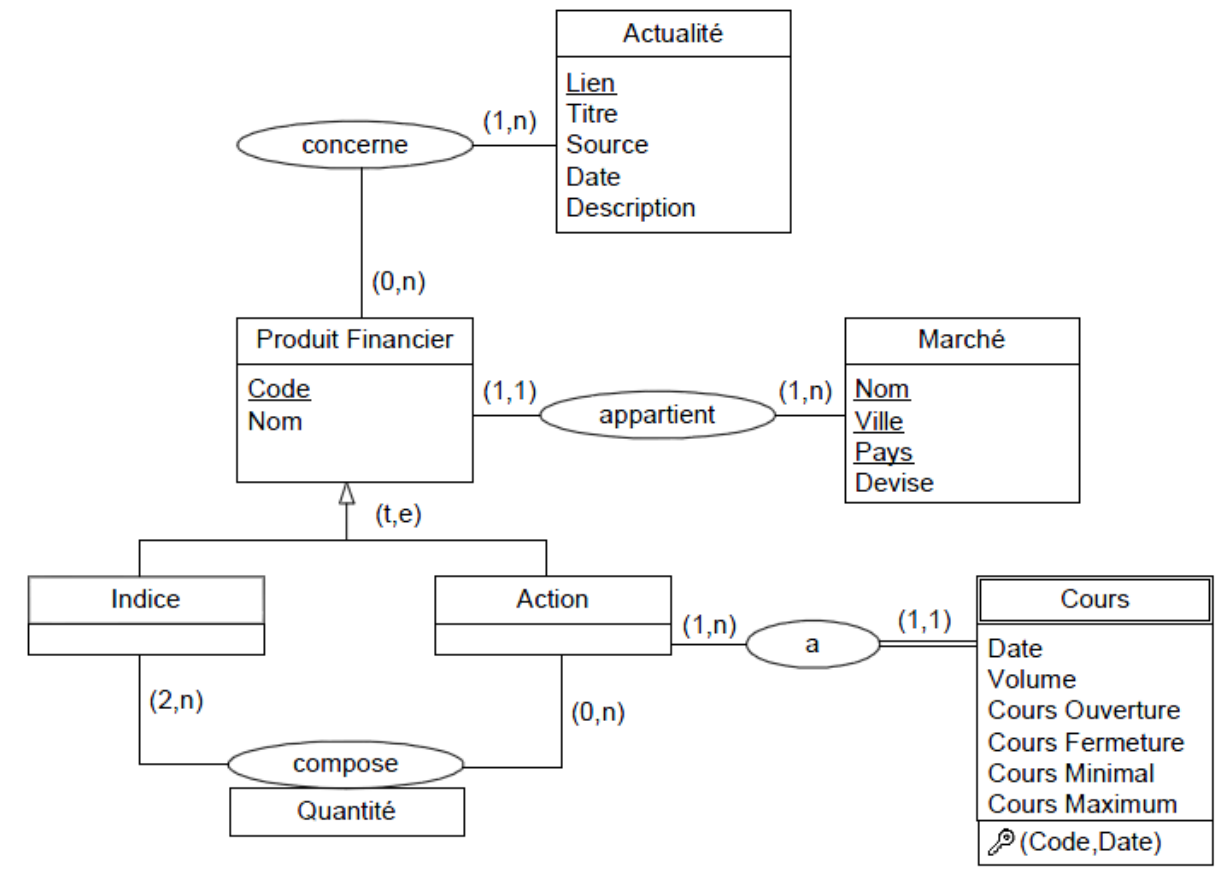 Actualité
Lien
Titre
Source
Date
Description
concerne
(1,n)
(0,n)
Produit Financier
Code
Nom
(1,1)
appartient
(1,n)
Marché
Nom
Ville
Pays
Devise
(t,e)
Indice
Action
(1,n)
a
(1,1)
Cours
Date
Volume
Cours Ouverture
Cours Fermeture
Cours Minimal
Cours Maximum
(Code,Date)
(2,n)
(0,n)
compose
Quantité